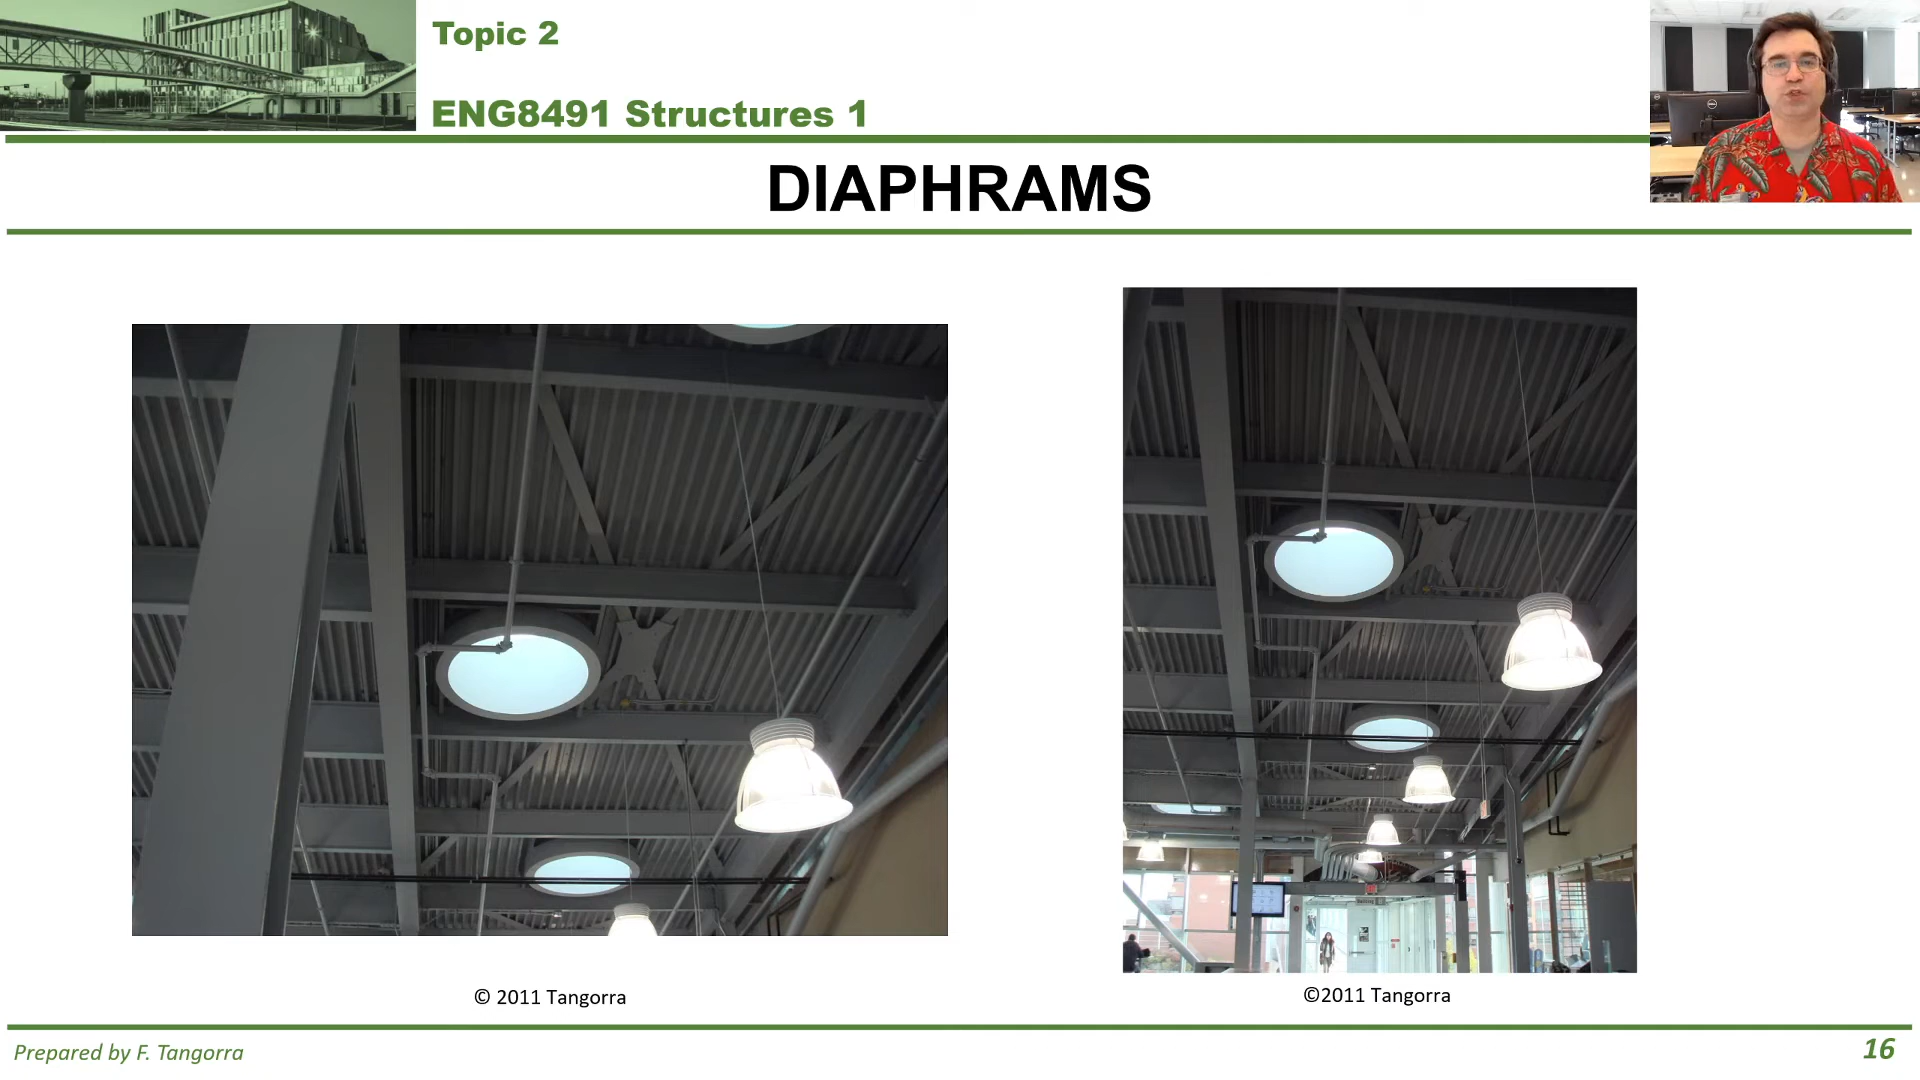 Topic 2
ENG8491 Structures 1
DIAPHRAMS
© 2011 Tangorra
©2011 Tangorra
Prepared by F. Tangorra
16